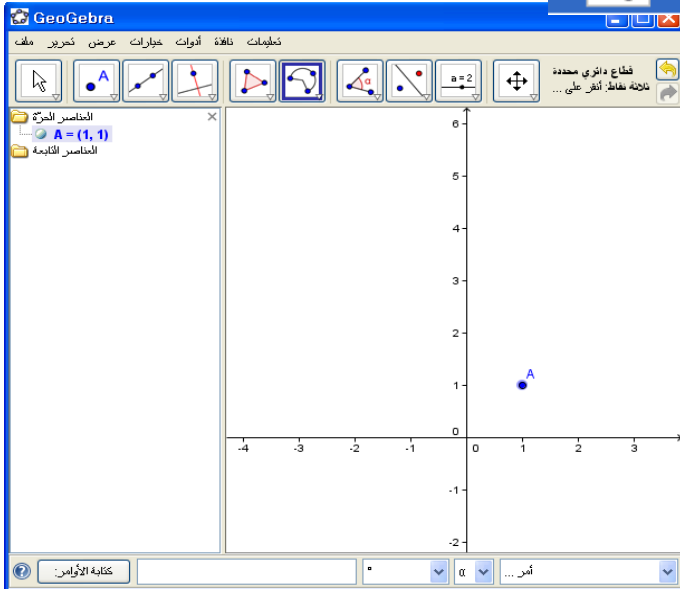 GeoGebra
ملف تحرير عرض خيارات أدوات نافذة تعليمات
A
α
a = 2
قطاع دائري محددة
ثلاثة نقاط: أنقر على ...
العناصر الحرّة
A = (1, 1)
العناصر التابعة
6
5
4
3
2
A
1
0
-4 -3 -2 -1 0 1 2 3
-1
-2
كتابة الأوامر:
°
α
أمر ...